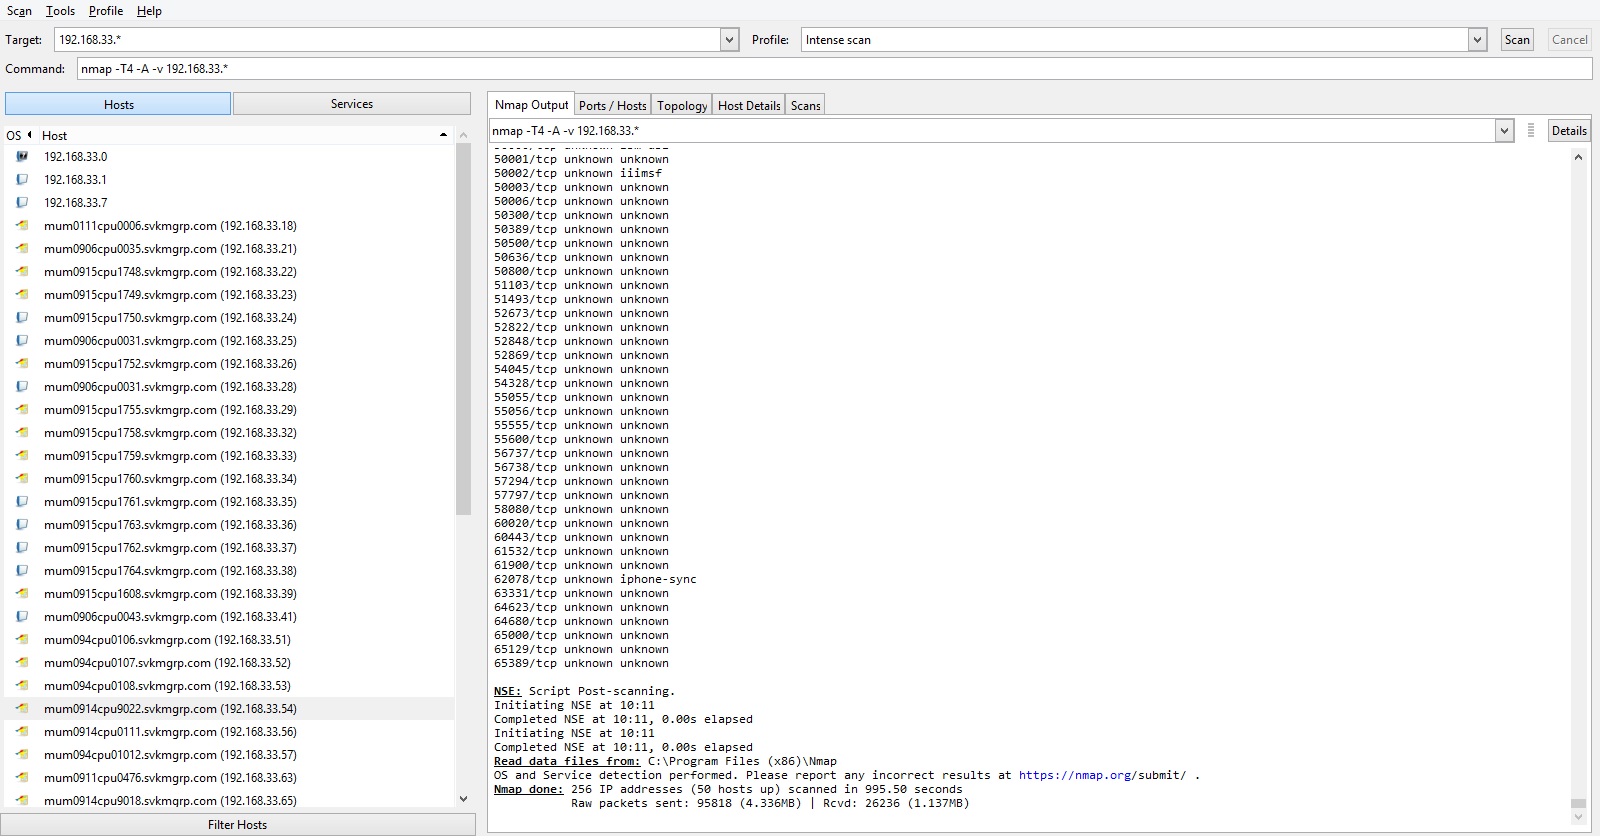 Scan Tools Profile Help
Target: 192.168.33.* Profile: Intense scan Scan Cancel
Command: nmap -T4 -A -v 192.168.33.*
Hosts Services
Nmap Output Ports / Hosts Topology Host Details Scans
OS Host
nmap -T4 -A -v 192.168.33.* Details
192.168.33.0
192.168.33.1
192.168.33.7
mum0111cpu0006.svkmgrp.com (192.168.33.18)
mum0906cpu0035.svkmgrp.com (192.168.33.21)
mum0915cpu1748.svkmgrp.com (192.168.33.22)
mum0915cpu1749.svkmgrp.com (192.168.33.23)
mum0915cpu1750.svkmgrp.com (192.168.33.24)
mum0906cpu0031.svkmgrp.com (192.168.33.25)
mum0915cpu1752.svkmgrp.com (192.168.33.26)
mum0906cpu0031.svkmgrp.com (192.168.33.28)
mum0915cpu1755.svkmgrp.com (192.168.33.29)
mum0915cpu1758.svkmgrp.com (192.168.33.32)
mum0915cpu1759.svkmgrp.com (192.168.33.33)
mum0915cpu1760.svkmgrp.com (192.168.33.34)
mum0915cpu1761.svkmgrp.com (192.168.33.35)
mum0915cpu1763.svkmgrp.com (192.168.33.36)
mum0915cpu1762.svkmgrp.com (192.168.33.37)
mum0915cpu1764.svkmgrp.com (192.168.33.38)
mum0915cpu1608.svkmgrp.com (192.168.33.39)
mum0906cpu0043.svkmgrp.com (192.168.33.41)
mum094cpu0106.svkmgrp.com (192.168.33.51)
mum094cpu0107.svkmgrp.com (192.168.33.52)
mum094cpu0108.svkmgrp.com (192.168.33.53)
mum0914cpu9022.svkmgrp.com (192.168.33.54)
mum0914cpu0111.svkmgrp.com (192.168.33.56)
mum094cpu01012.svkmgrp.com (192.168.33.57)
mum0911cpu0476.svkmgrp.com (192.168.33.63)
mum0914cpu9018.svkmgrp.com (192.168.33.65)
Filter Hosts
50001/tcp unknown unknown
50002/tcp unknown iiimsf
50003/tcp unknown unknown
50006/tcp unknown unknown
50300/tcp unknown unknown
50389/tcp unknown unknown
50500/tcp unknown unknown
50636/tcp unknown unknown
50800/tcp unknown unknown
51103/tcp unknown unknown
51493/tcp unknown unknown
52673/tcp unknown unknown
52822/tcp unknown unknown
52848/tcp unknown unknown
52869/tcp unknown unknown
54045/tcp unknown unknown
54328/tcp unknown unknown
55055/tcp unknown unknown
55056/tcp unknown unknown
55555/tcp unknown unknown
55600/tcp unknown unknown
56737/tcp unknown unknown
56738/tcp unknown unknown
57294/tcp unknown unknown
57797/tcp unknown unknown
58080/tcp unknown unknown
60020/tcp unknown unknown
60443/tcp unknown unknown
61532/tcp unknown unknown
61900/tcp unknown unknown
62078/tcp unknown iphone-sync
63331/tcp unknown unknown
64623/tcp unknown unknown
64680/tcp unknown unknown
65000/tcp unknown unknown
65129/tcp unknown unknown
65389/tcp unknown unknown
NSE: Script Post-scanning.
Initiating NSE at 10:11
Completed NSE at 10:11, 0.00s elapsed
Initiating NSE at 10:11
Completed NSE at 10:11, 0.00s elapsed
Read data files from: C:\Program Files (x86)\Nmap
OS and Service detection performed. Please report any incorrect results at https://nmap.org/submit/ .
Nmap done: 256 IP addresses (50 hosts up) scanned in 995.50 seconds
Raw packets sent: 95818 (4.336MB) | Rcvd: 26236 (1.137MB)